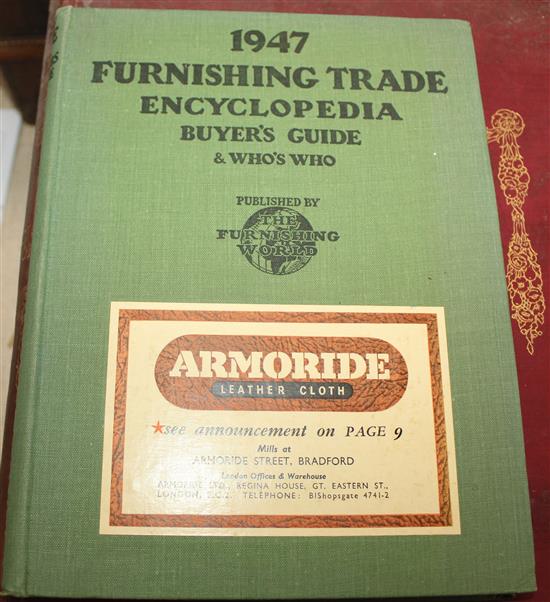 1947
FURNISHING TRADE
ENCYCLOPEDIA
BUYER'S GUIDE
& WHO'S WHO
PUBLISHED BY
THE
FURNISHING
WORLD
ARMORIDE
LEATHER CLOTH
★see announcement on PAGE 9
Mills at
ARMORIDE STREET, BRADFORD
London Offices & Warehouse
ARMORIDE LTD., REGINA HOUSE, GT. EASTERN ST.,
LONDON, E.C.2. TELEPHONE: BIShopsgate 4741-2